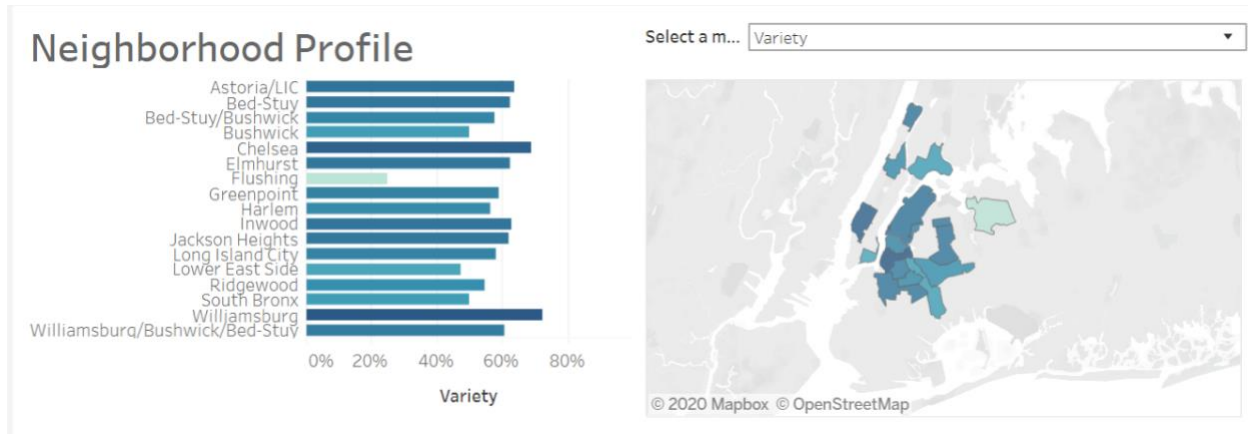 Neighborhood Profile
Select a m... Variety
Astoria/LIC
Bed-Stuy
Bed-Stuy/Bushwick
Bushwick
Chelsea
Elmhurst
Flushing
Greenpoint
Harlem
Inwood
Jackson Heights
Long Island City
Lower East Side
Ridgewood
South Bronx
Williamsburg
Williamsburg/Bushwick/Bed-Stuy
0% 20% 40% 60% 80%
Variety
© 2020 Mapbox © OpenStreetMap